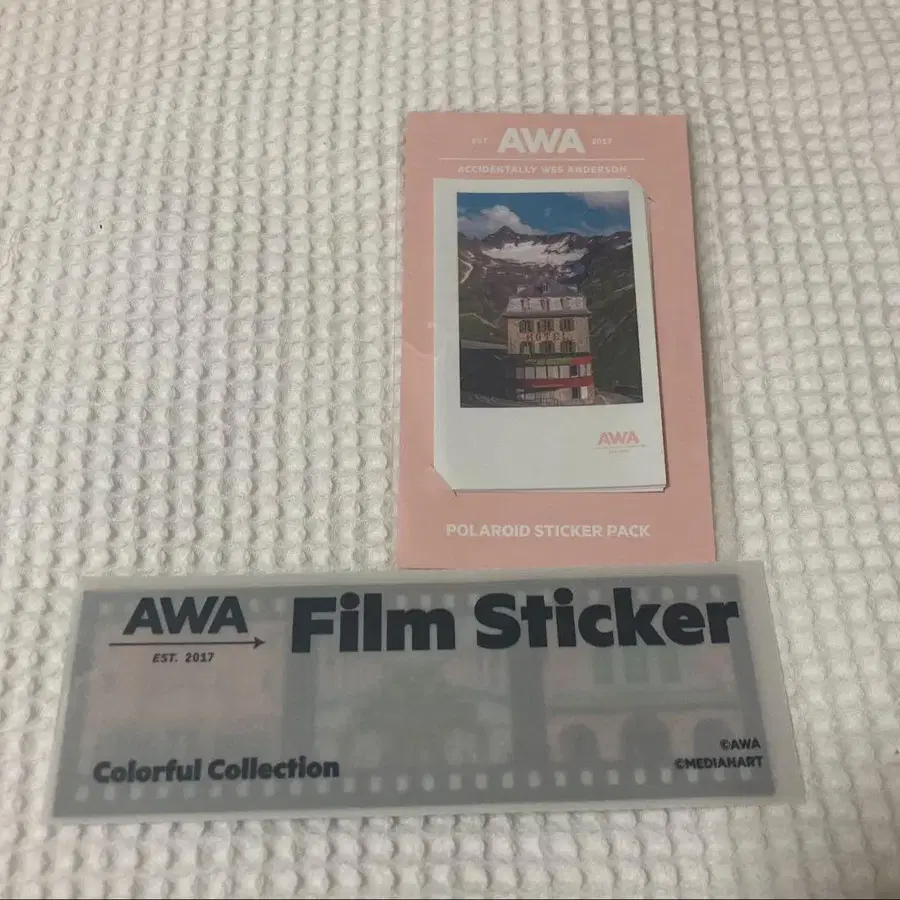 EST. AWA 2017
ACCIDENTALLY WES ANDERSON
HOTEL
AWA
POLAROID STICKER PACK
AWA Film Sticker
EST. 2017
Colorful Collection
©AWA
©MEDIAHART